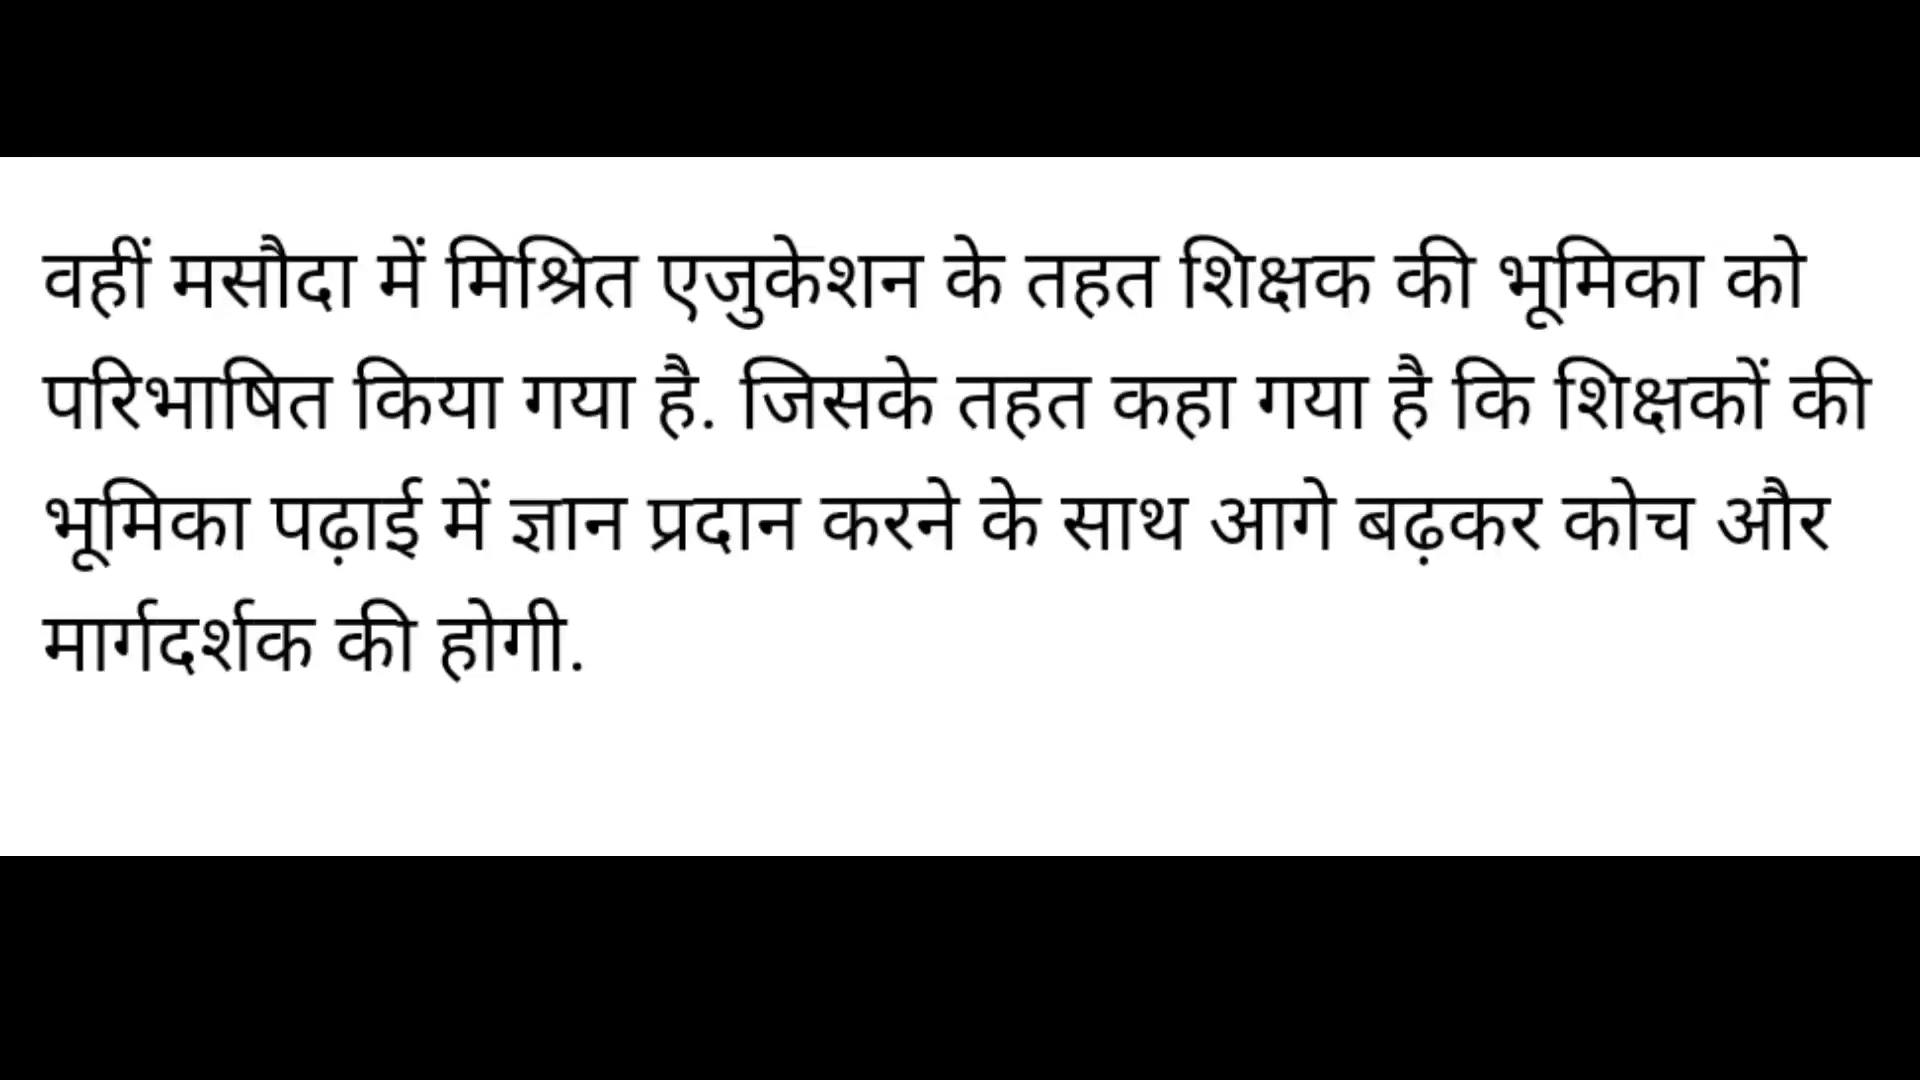 वहीं मसौदा में मिश्रित एजुकेशन के तहत शिक्षक की भूमिका को
परिभाषित किया गया है. जिसके तहत कहा गया है कि शिक्षकों की
भूमिका पढ़ाई में ज्ञान प्रदान करने के साथ आगे बढ़कर कोच और
मार्गदर्शक की होगी.